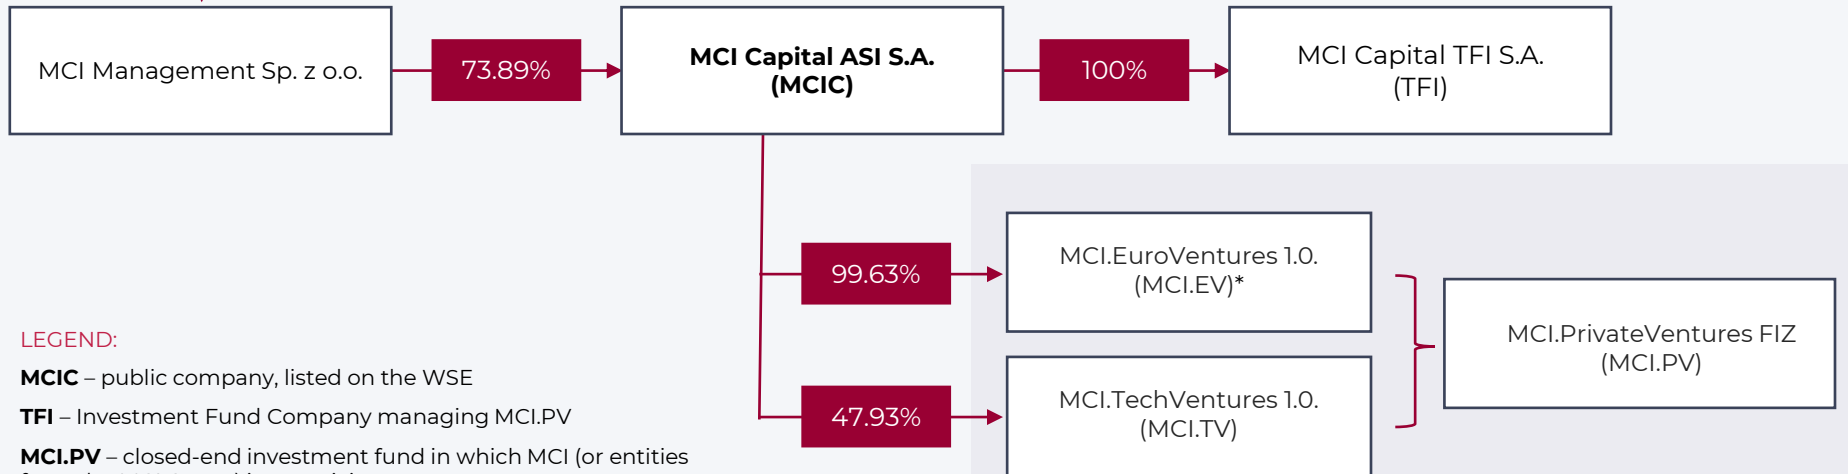 MCI Management Sp. z o.o.
73.89%
MCI Capital ASI S.A.
(MCIC)
100%
MCI Capital TFI S.A.
(TFI)
99.63%
MCI.EuroVentures 1.0.
(MCI.EV)*
MCI.PrivateVentures FIZ
(MCI.PV)
47.93%
MCI.TechVentures 1.0.
(MCI.TV)
LEGEND:
MCIC – public company, listed on the WSE
TFI – Investment Fund Company managing MCI.PV
MCI.PV – closed-end investment fund in which MCI (or entities